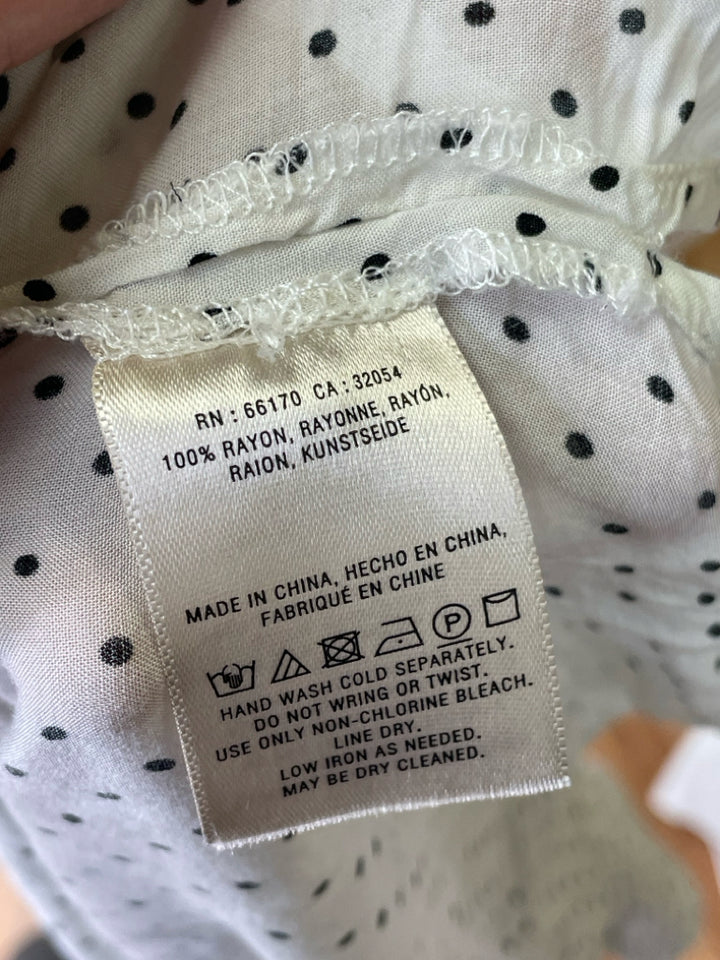 RN : 66170 CA : 32054
100% RAYON, RAYONNE, RAYÓN,
RAION, KUNSTSEIDE
MADE IN CHINA, HECHO EN CHINA,
FABRIQUÉ EN CHINE
P
HAND WASH COLD SEPARATELY.
DO NOT WRING OR TWIST.
USE ONLY NON-CHLORINE BLEACH.
LINE DRY.
LOW IRON AS NEEDED.
MAY BE DRY CLEANED.